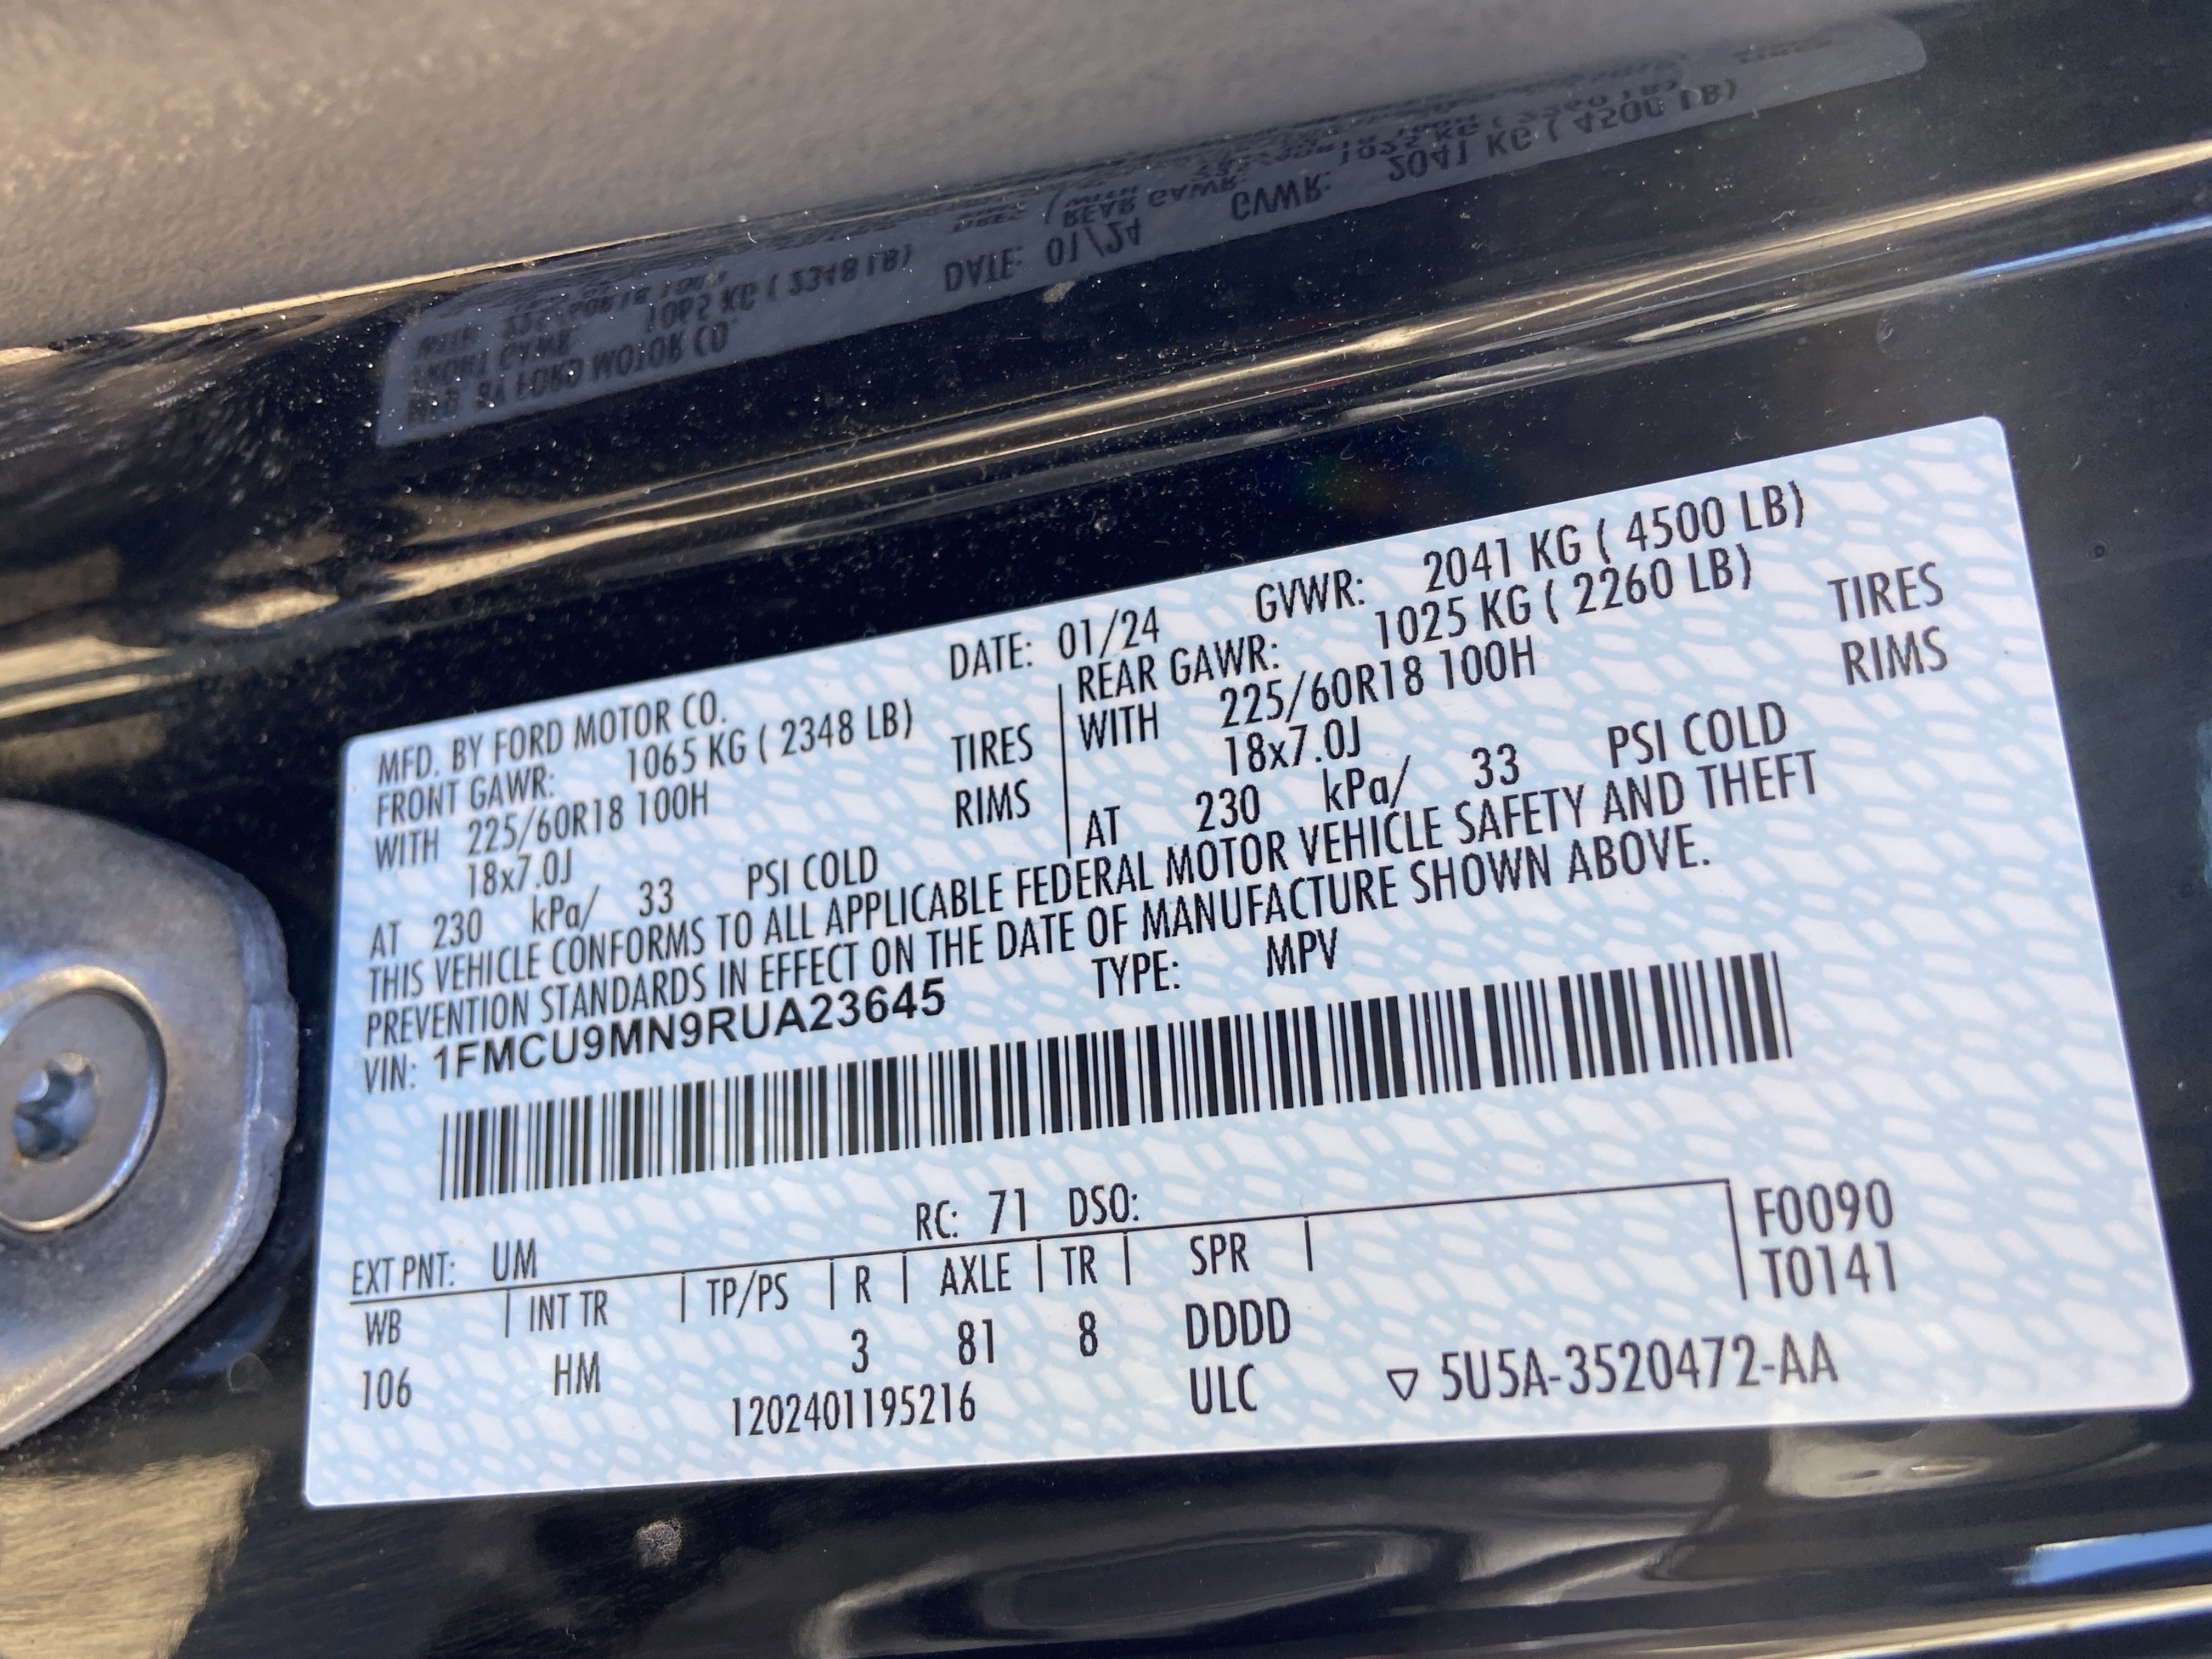 MFD. BY FORD MOTOR CO. DATE: 01/24 GVWR: 2041 KG ( 4500 LB)
FRONT GAWR: 1065 KG ( 2348 LB) REAR GAWR: 1025 KG ( 2260 LB)
WITH 225/60R18 100H TIRES WITH 225/60R18 100H TIRES
18x7.0J RIMS 18x7.0J RIMS
AT 230 kPa/ 33 PSI COLD AT 230 kPa/ 33 PSI COLD
THIS VEHICLE CONFORMS TO ALL APPLICABLE FEDERAL MOTOR VEHICLE SAFETY AND THEFT
PREVENTION STANDARDS IN EFFECT ON THE DATE OF MANUFACTURE SHOWN ABOVE.
VIN: 1FMCU9MN9RUA23645 TYPE: MPV
EXT PNT: UM RC: 71 DSO: F0090
WB INT TR TP/PS R AXLE TR SPR T0141
106 HM 3 81 8 DDDD
1202401195216 ULC ▽ 5U5A-3520472-AA